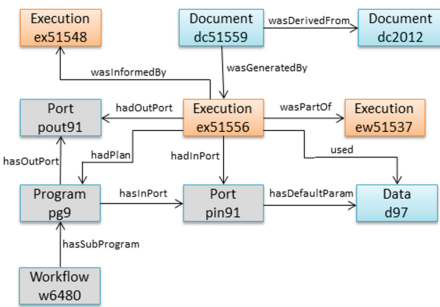 Execution
ex51548
Document
dc51559
wasDerivedFrom
Document
dc2012
wasInformedBy
wasGeneratedBy
Port
pout91
hadOutPort
Execution
ex51556
wasPartOf
Execution
ew51537
hasOutPort
hadPlan
hadInPort
used
Program
pg9
hasInPort
Port
pin91
hasDefaultParam
Data
d97
hasSubProgram
Workflow
w6480